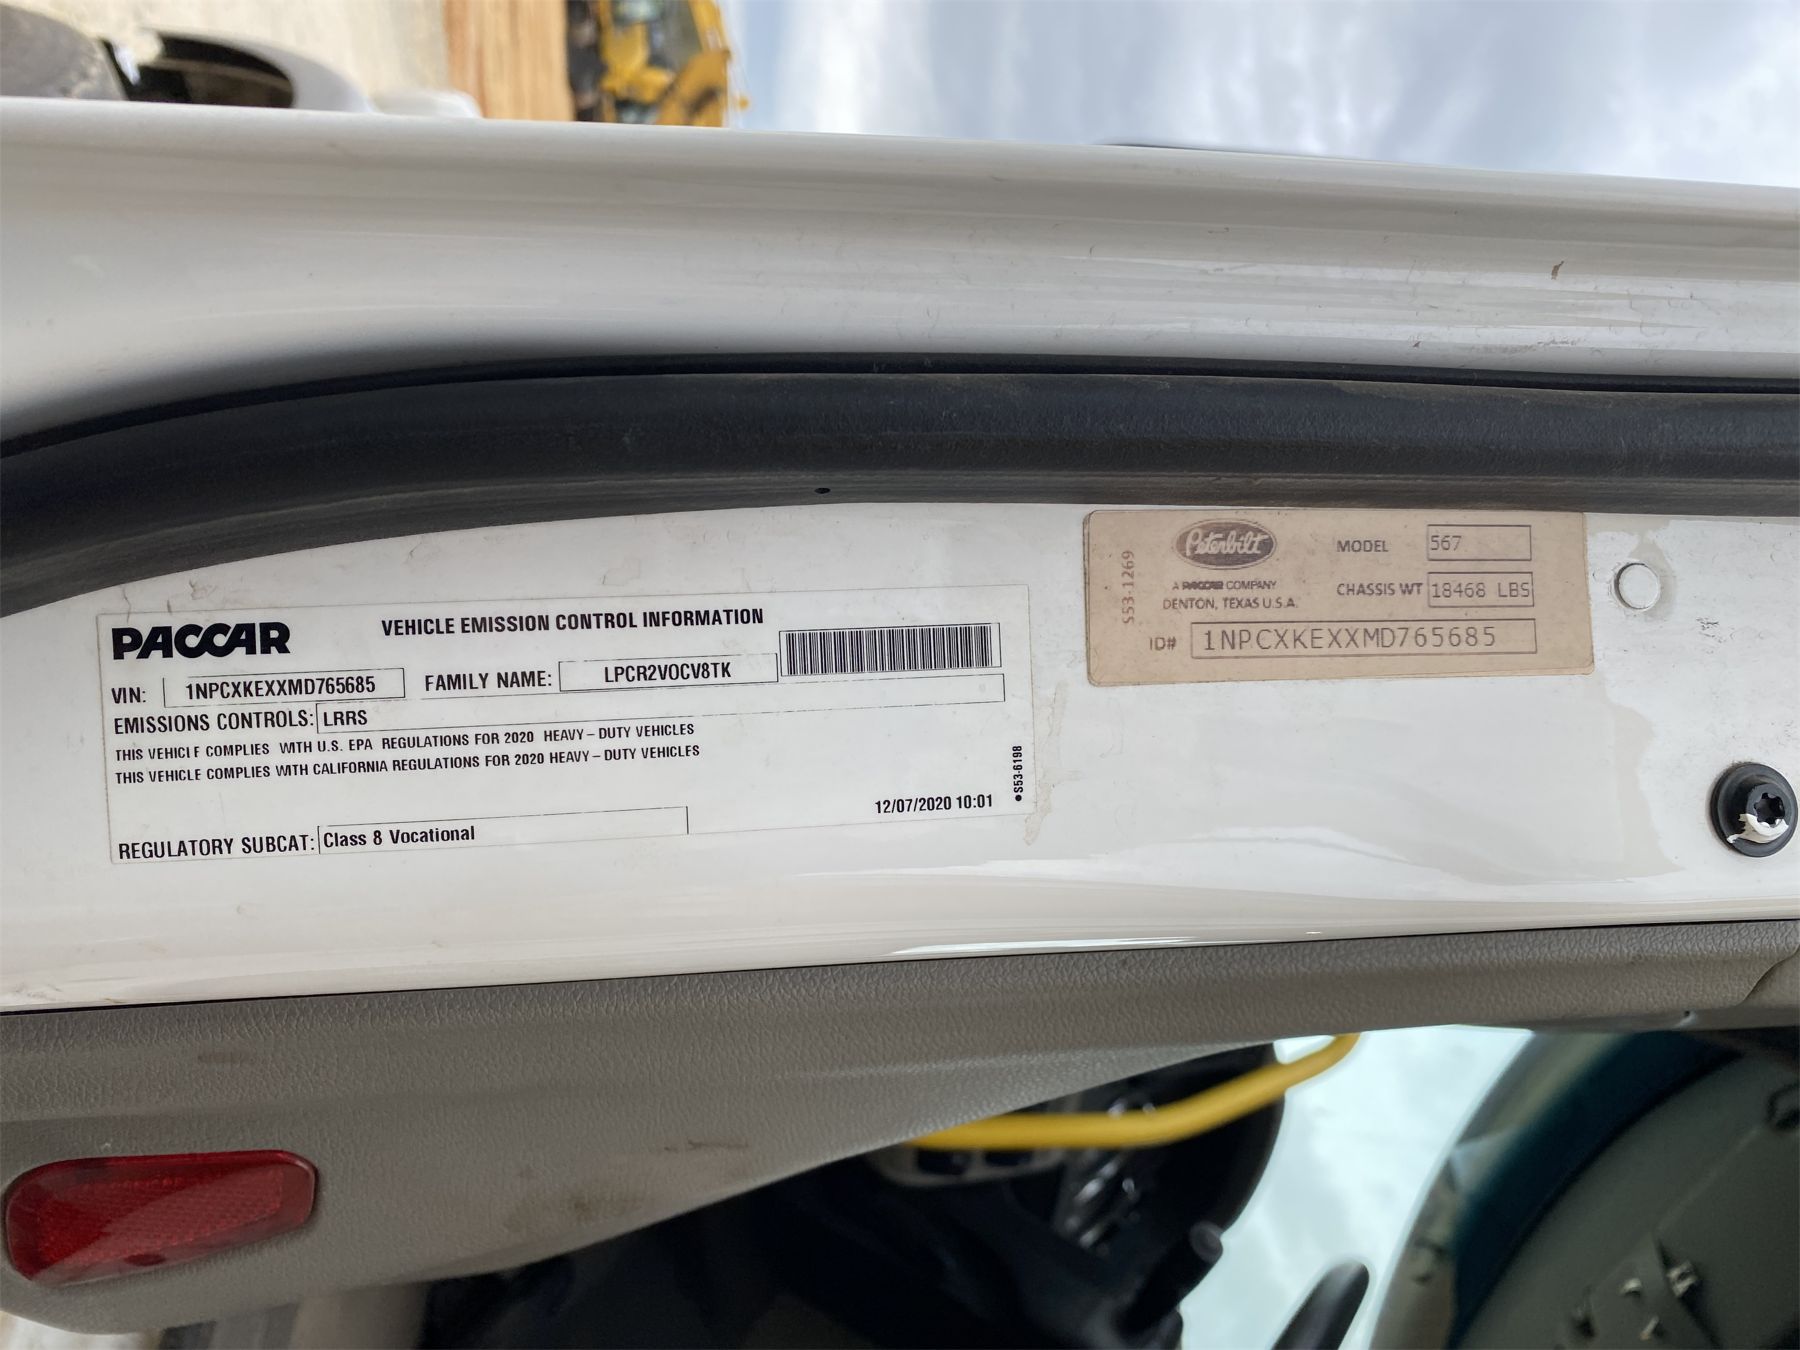 PACCAR
VEHICLE EMISSION CONTROL INFORMATION
VIN: 1NPCXKEXXMD765685 FAMILY NAME: LPCR2VOCV8TK
EMISSIONS CONTROLS: LRRS
THIS VEHICLE COMPLIES WITH U.S. EPA REGULATIONS FOR 2020 HEAVY-DUTY VEHICLES
THIS VEHICLE COMPLIES WITH CALIFORNIA REGULATIONS FOR 2020 HEAVY-DUTY VEHICLES
12/07/2020 10:01
REGULATORY SUBCAT: Class 8 Vocational
●S53-6198
S53-1269
Peterbilt
A PACCAR COMPANY
DENTON, TEXAS U.S.A.
MODEL 567
CHASSIS WT 18468 LBS
ID# 1NPCXKEXXMD765685